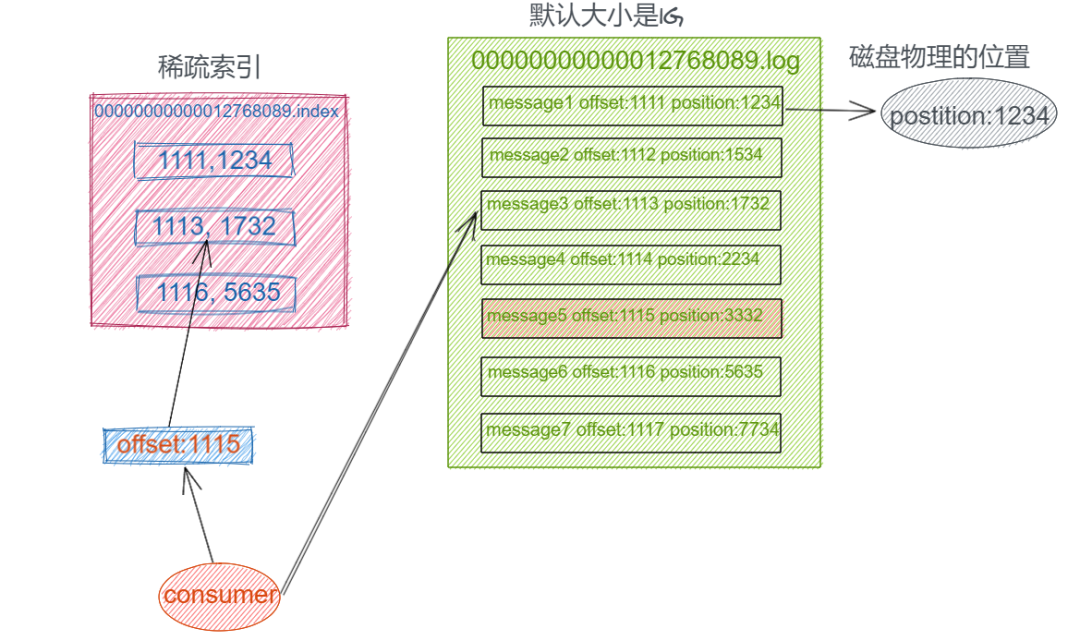 默认大小是1G
稀疏索引
00000000000012768089.index
1111,1234
1113, 1732
1116, 5635
offset:1115
consumer
00000000000012768089.log
message1 offset:1111 position:1234
message2 offset:1112 position:1534
message3 offset:1113 position:1732
message4 offset:1114 position:2234
message5 offset:1115 position:3332
message6 offset:1116 position:5635
message7 offset:1117 position:7734
磁盘物理的位置
postition:1234